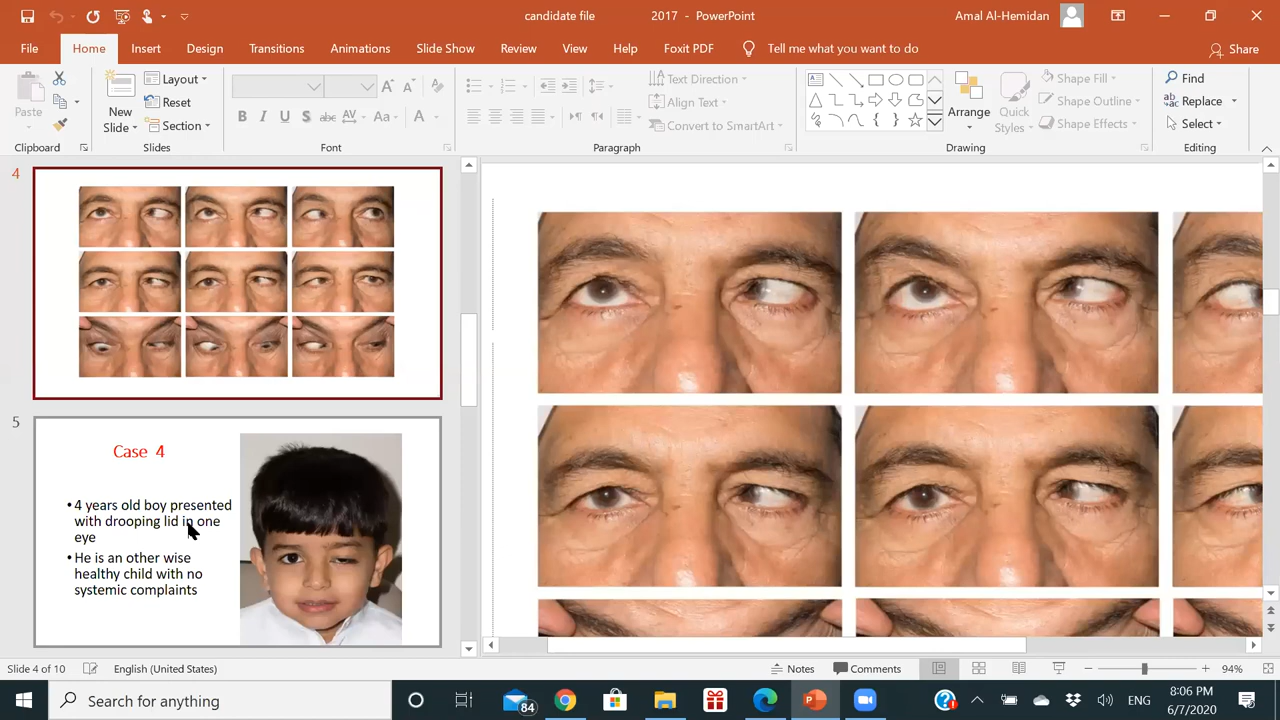 candidate file 2017 - PowerPoint
Amal Al-Hemidan
File Home Insert Design Transitions Animations Slide Show Review View Help Foxit PDF Tell me what you want to do Share
Paste
New
Slide
Layout
Reset
Section
B I U S abc AV Aa A
Text Direction
Align Text
Convert to SmartArt
Arrange
Quick
Styles
Shape Fill
Shape Outline
Shape Effects
Find
Replace
Select
Clipboard Slides Font Paragraph Drawing Editing
4
5
Case 4
• 4 years old boy presented
with drooping lid in one
eye
• He is an other wise
healthy child with no
systemic complaints
Slide 4 of 10 English (United States) Notes Comments 94%
Search for anything
84
ENG
8:06 PM
6/7/2020